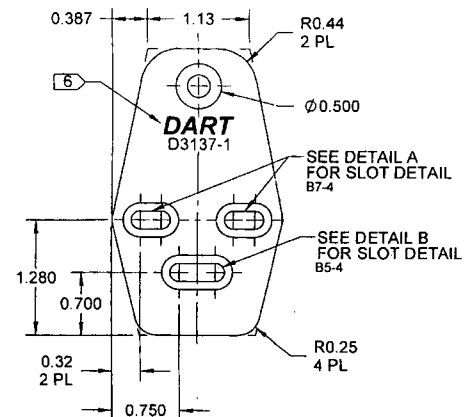 0.387
1.13
R0.44
2 PL
6
Ø0.500
DART
D3137-1
SEE DETAIL A
FOR SLOT DETAIL
B7-4
SEE DETAIL B
FOR SLOT DETAIL
B5-4
1.280
0.700
0.32
2 PL
R0.25
4 PL
0.750